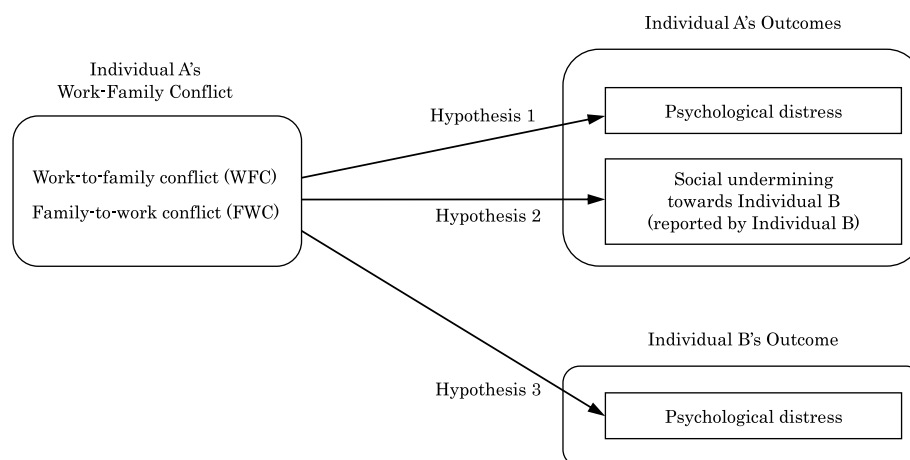 Individual A's Outcomes
Individual A's
Work-Family Conflict
Hypothesis 1
Psychological distress
Work-to-family conflict (WFC)
Family-to-work conflict (FWC)
Hypothesis 2
Social undermining
towards Individual B
(reported by Individual B)
Individual B's Outcome
Hypothesis 3
Psychological distress